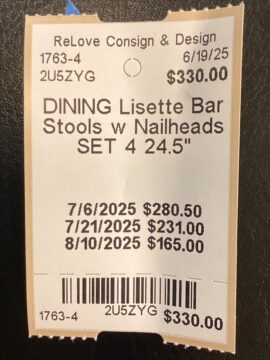 ReLove Consign & Design
1763-4 6/19/25
2U5ZYG $330.00
DINING Lisette Bar
Stools w Nailheads
SET 4 24.5"
7/6/2025 $280.50
7/21/2025 $231.00
8/10/2025 $165.00
2U5ZYG
1763-4 $330.00